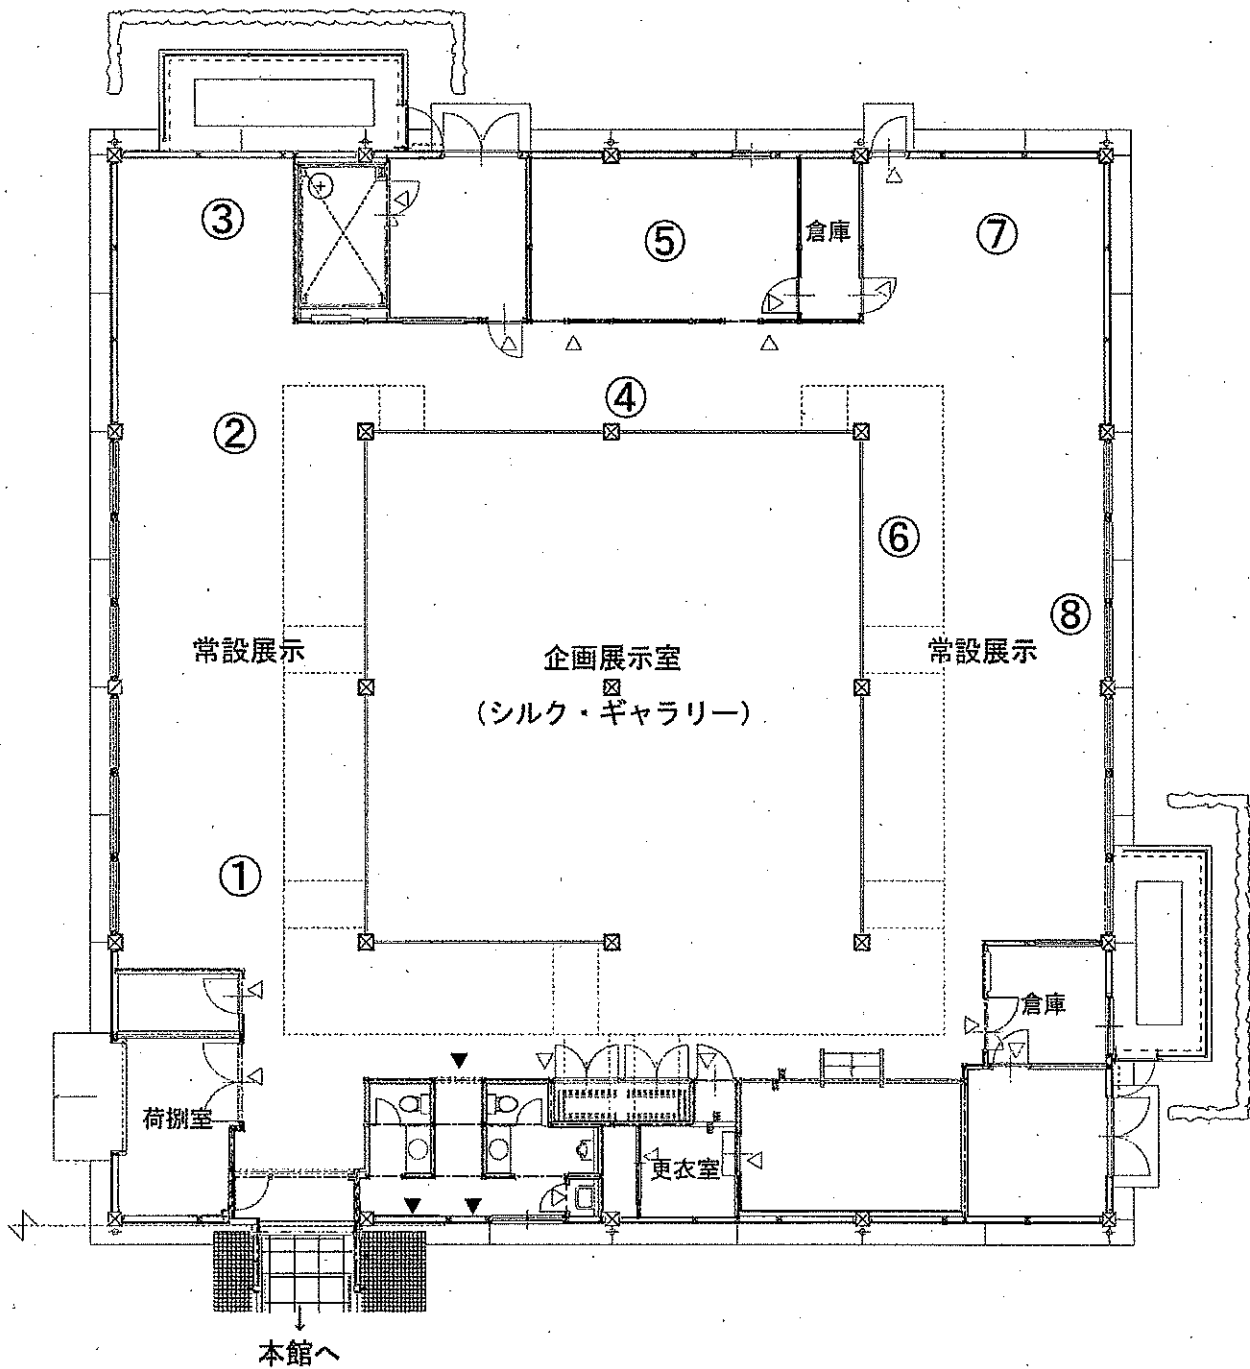 ③
⑤
倉庫
⑦
④
②
⑥
⑧
常設展示
企画展示室
常設展示
(シルク・ギャラリー)
①
倉庫
荷捌室
更衣室
本館へ